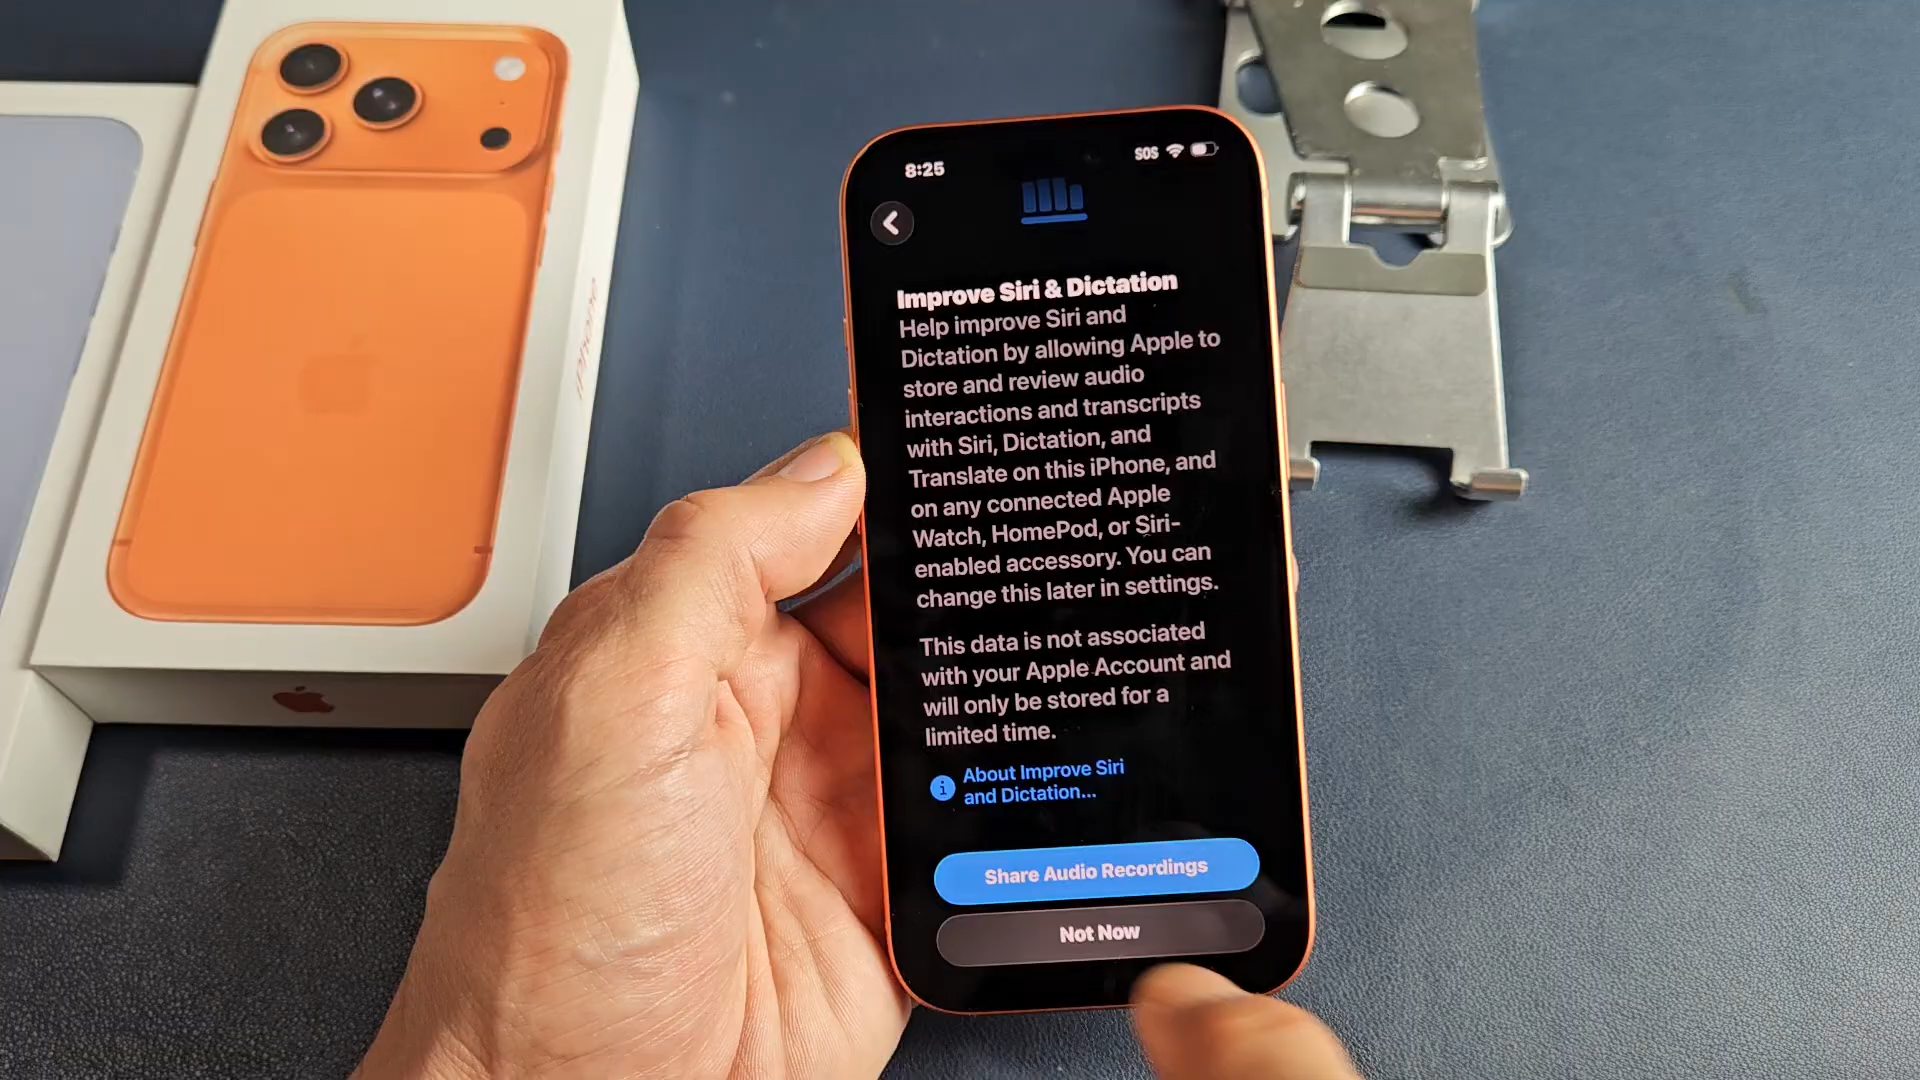 iPhone
8:25
SOS
Improve Siri & Dictation
Help improve Siri and
Dictation by allowing Apple to
store and review audio
interactions and transcripts
with Siri, Dictation, and
Translate on this iPhone, and
on any connected Apple
Watch, HomePod, or Siri-
enabled accessory. You can
change this later in settings.
This data is not associated
with your Apple Account and
will only be stored for a
limited time.
About Improve Siri
and Dictation...
Share Audio Recordings
Not Now